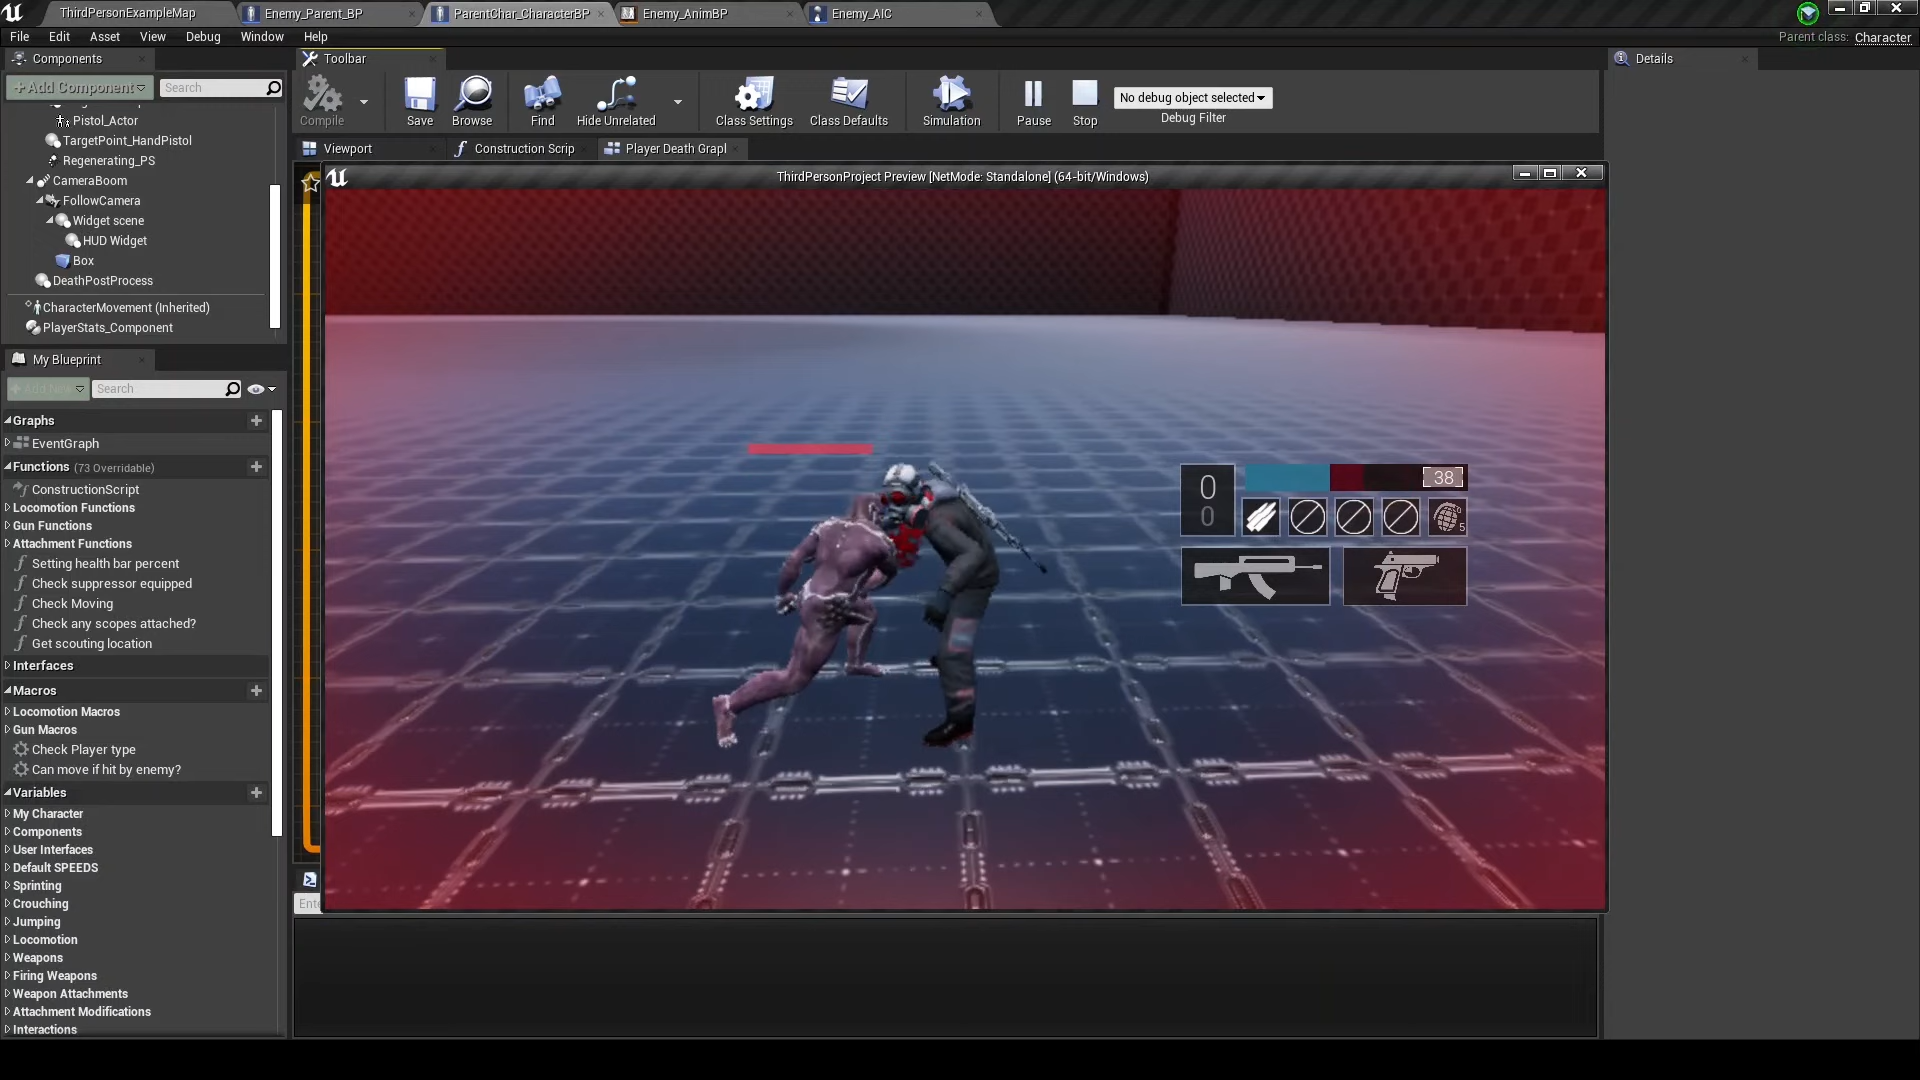 ThirdPersonExampleMap
Enemy_Parent_BP
ParentChar_CharacterBP
Enemy_AnimBP
Enemy_AIC
File Edit Asset View Debug Window Help
Parent class: Character
Components
Toolbar
Details
+Add Component
Search
Compile
Save
Browse
Find
Hide Unrelated
Class Settings
Class Defaults
Simulation
Pause
Stop
No debug object selected
Debug Filter
Pistol_Actor
TargetPoint_HandPistol
Regenerating_PS
CameraBoom
FollowCamera
Widget scene
HUD Widget
Box
DeathPostProcess
CharacterMovement (Inherited)
PlayerStats_Component
Viewport
Construction Scrip
Player Death Grapl
ThirdPersonProject Preview [NetMode: Standalone] (64-bit/Windows)
My Blueprint
Search
Graphs
EventGraph
Functions (73 Overridable)
ConstructionScript
Locomotion Functions
Gun Functions
Attachment Functions
Setting health bar percent
Check suppressor equipped
Check Moving
Check any scopes attached?
Get scouting location
Interfaces
Macros
Locomotion Macros
Gun Macros
Check Player type
Can move if hit by enemy?
Variables
My Character
Components
User Interfaces
Default SPEEDS
Sprinting
Crouching
Jumping
Locomotion
Weapons
Firing Weapons
Weapon Attachments
Attachment Modifications
Interactions
0
0
38
5
Ente